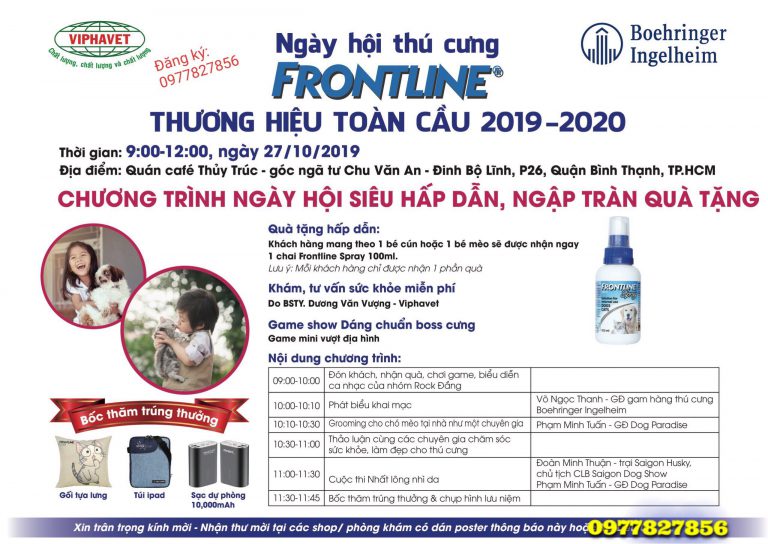 VIPHAVET
Chất lượng, chất lượng và chất lượng
Đăng ký:
0977827856
Ngày hội thú cưng
FRONTLINE®
Boehringer
Ingelheim
THƯƠNG HIỆU TOÀN CẦU 2019-2020
Thời gian: 9:00-12:00, ngày 27/10/2019
Địa điểm: Quán café Thủy Trúc - góc ngã tư Chu Văn An - Đinh Bộ Lĩnh, P26, Quận Bình Thạnh, TP.HCM
CHƯƠNG TRÌNH NGÀY HỘI SIÊU HẤP DẪN, NGẬP TRÀN QUÀ TẶNG
Quà tặng hấp dẫn:
Khách hàng mang theo 1 bé cún hoặc 1 bé mèo sẽ được nhận ngay
1 chai Frontline Spray 100ml.
Lưu ý: Mỗi khách hàng chỉ được nhận 1 phần quà
Khám, tư vấn sức khỏe miễn phí
Do BSTY. Dương Văn Vượng - Viphavet
Game show Dáng chuẩn boss cưng
Game mini vượt địa hình
FRONTLINE
Spray
DOGS
CATS
Nội dung chương trình:
09:00-10:00 Đón khách, nhận quà, chơi game, biểu diễn
ca nhạc của nhóm Rock Đắng
10:00-10:10 Phát biểu khai mạc Võ Ngọc Thanh - GĐ gam hàng thú cưng
Boehringer Ingelheim
10:10-10:30 Grooming cho chó mèo tại nhà như một chuyên gia Phạm Minh Tuấn - GĐ Dog Paradise
10:30-11:00 Thảo luận cùng các chuyên gia chăm sóc
sức khỏe, làm đẹp cho thú cưng
11:00-11:30 Cuộc thi Nhất lông nhì da Đoàn Minh Thuận - trại Saigon Husky,
chủ tịch CLB Saigon Dog Show
Phạm Minh Tuấn - GĐ Dog Paradise
11:30-11:45 Bốc thăm trúng thưởng & chụp hình lưu niệm
Bốc thăm trúng thưởng
FRONTLINE
Gối tựa lưng
Túi ipad
Sạc dự phòng
10,000mAh
Xin trân trọng kính mời - Nhận thư mời tại các shop/ phòng khám có dán poster thông báo này hoặc
0977827856